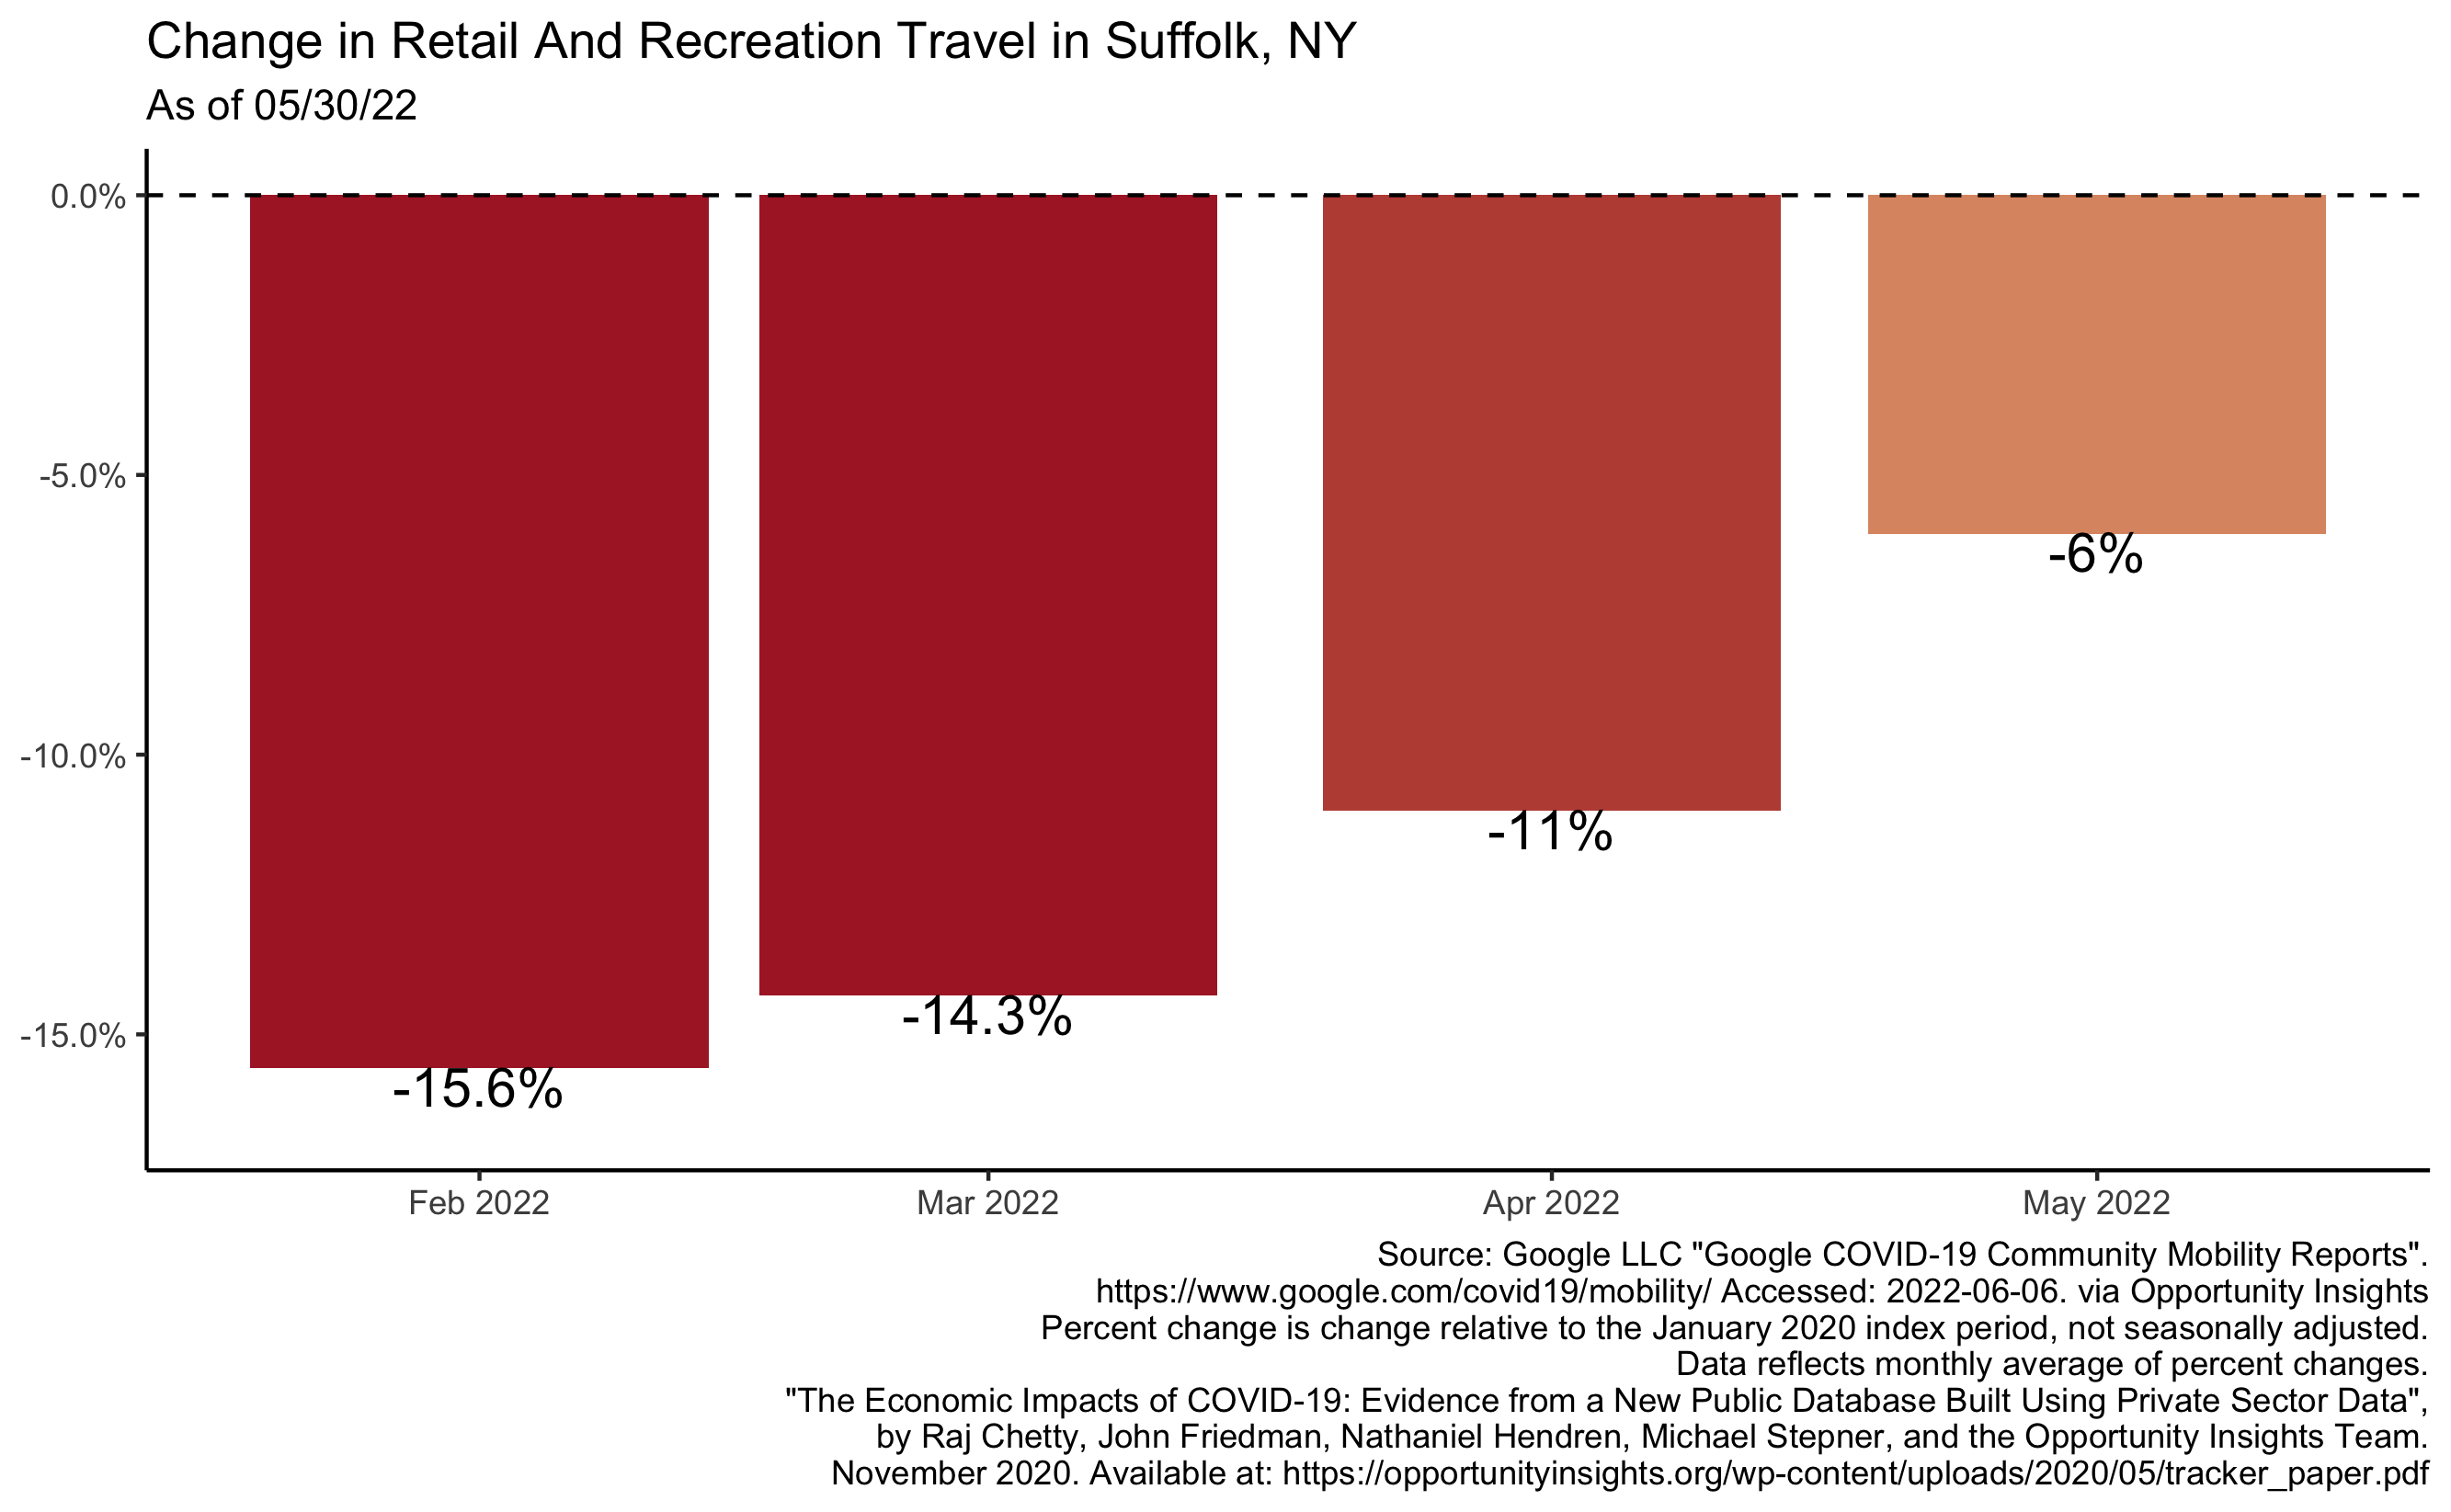 Change in Retail And Recreation Travel in Suffolk, NY
As of 05/30/22
0.0%
-5.0%
-10.0%
-15.0%
-15.6%
-14.3%
-11%
-6%
Feb 2022
Mar 2022
Apr 2022
May 2022
Source: Google LLC "Google COVID-19 Community Mobility Reports".
https://www.google.com/covid19/mobility/ Accessed: 2022-06-06. via Opportunity Insights
Percent change is change relative to the January 2020 index period, not seasonally adjusted.
Data reflects monthly average of percent changes.
"The Economic Impacts of COVID-19: Evidence from a New Public Database Built Using Private Sector Data",
by Raj Chetty, John Friedman, Nathaniel Hendren, Michael Stepner, and the Opportunity Insights Team.
November 2020. Available at: https://opportunityinsights.org/wp-content/uploads/2020/05/tracker_paper.pdf